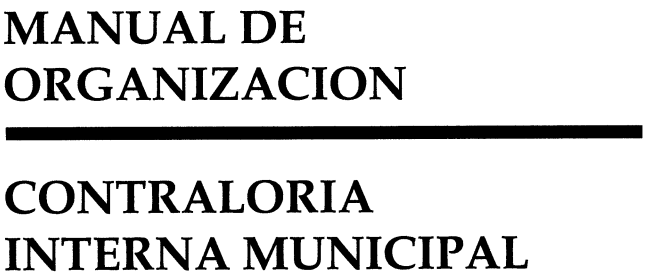 MANUAL DE
ORGANIZACION
CONTRALORIA
INTERNA MUNICIPAL